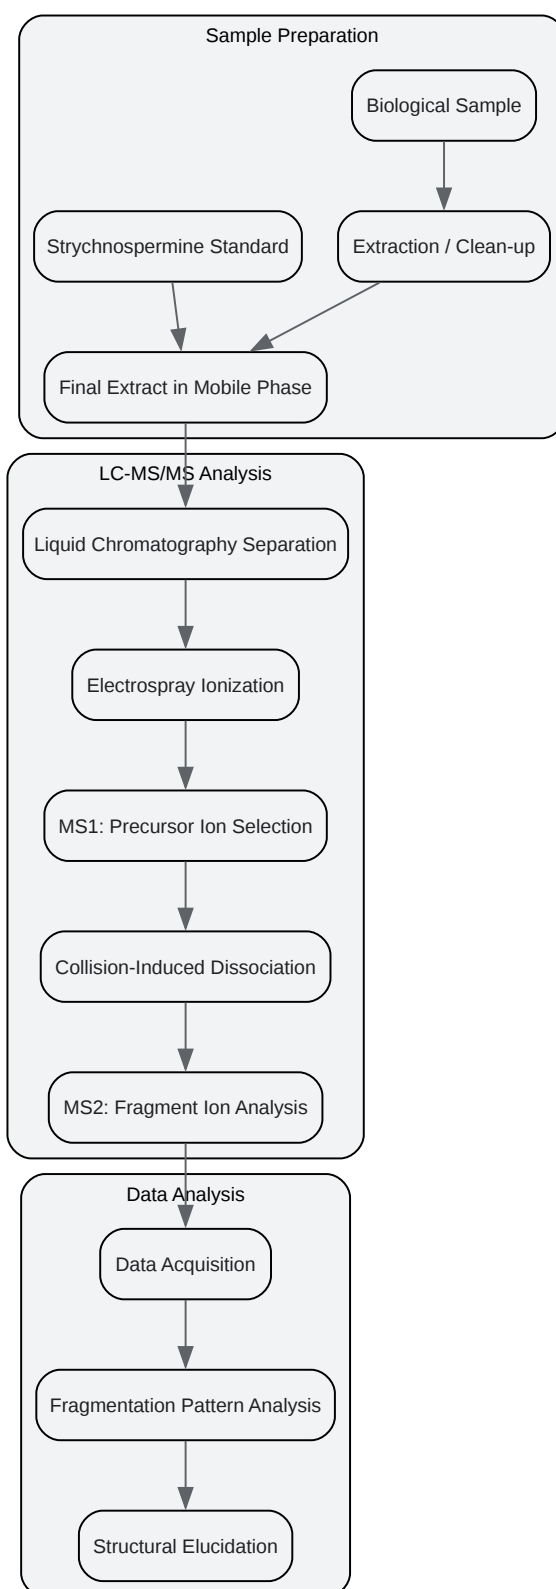 Sample Preparation
Biological Sample
Strychnospermine Standard
Extraction / Clean-up
Final Extract in Mobile Phase
LC-MS/MS Analysis
Liquid Chromatography Separation
Electrospray Ionization
MS1: Precursor Ion Selection
Collision-Induced Dissociation
MS2: Fragment Ion Analysis
Data Analysis
Data Acquisition
Fragmentation Pattern Analysis
Structural Elucidation